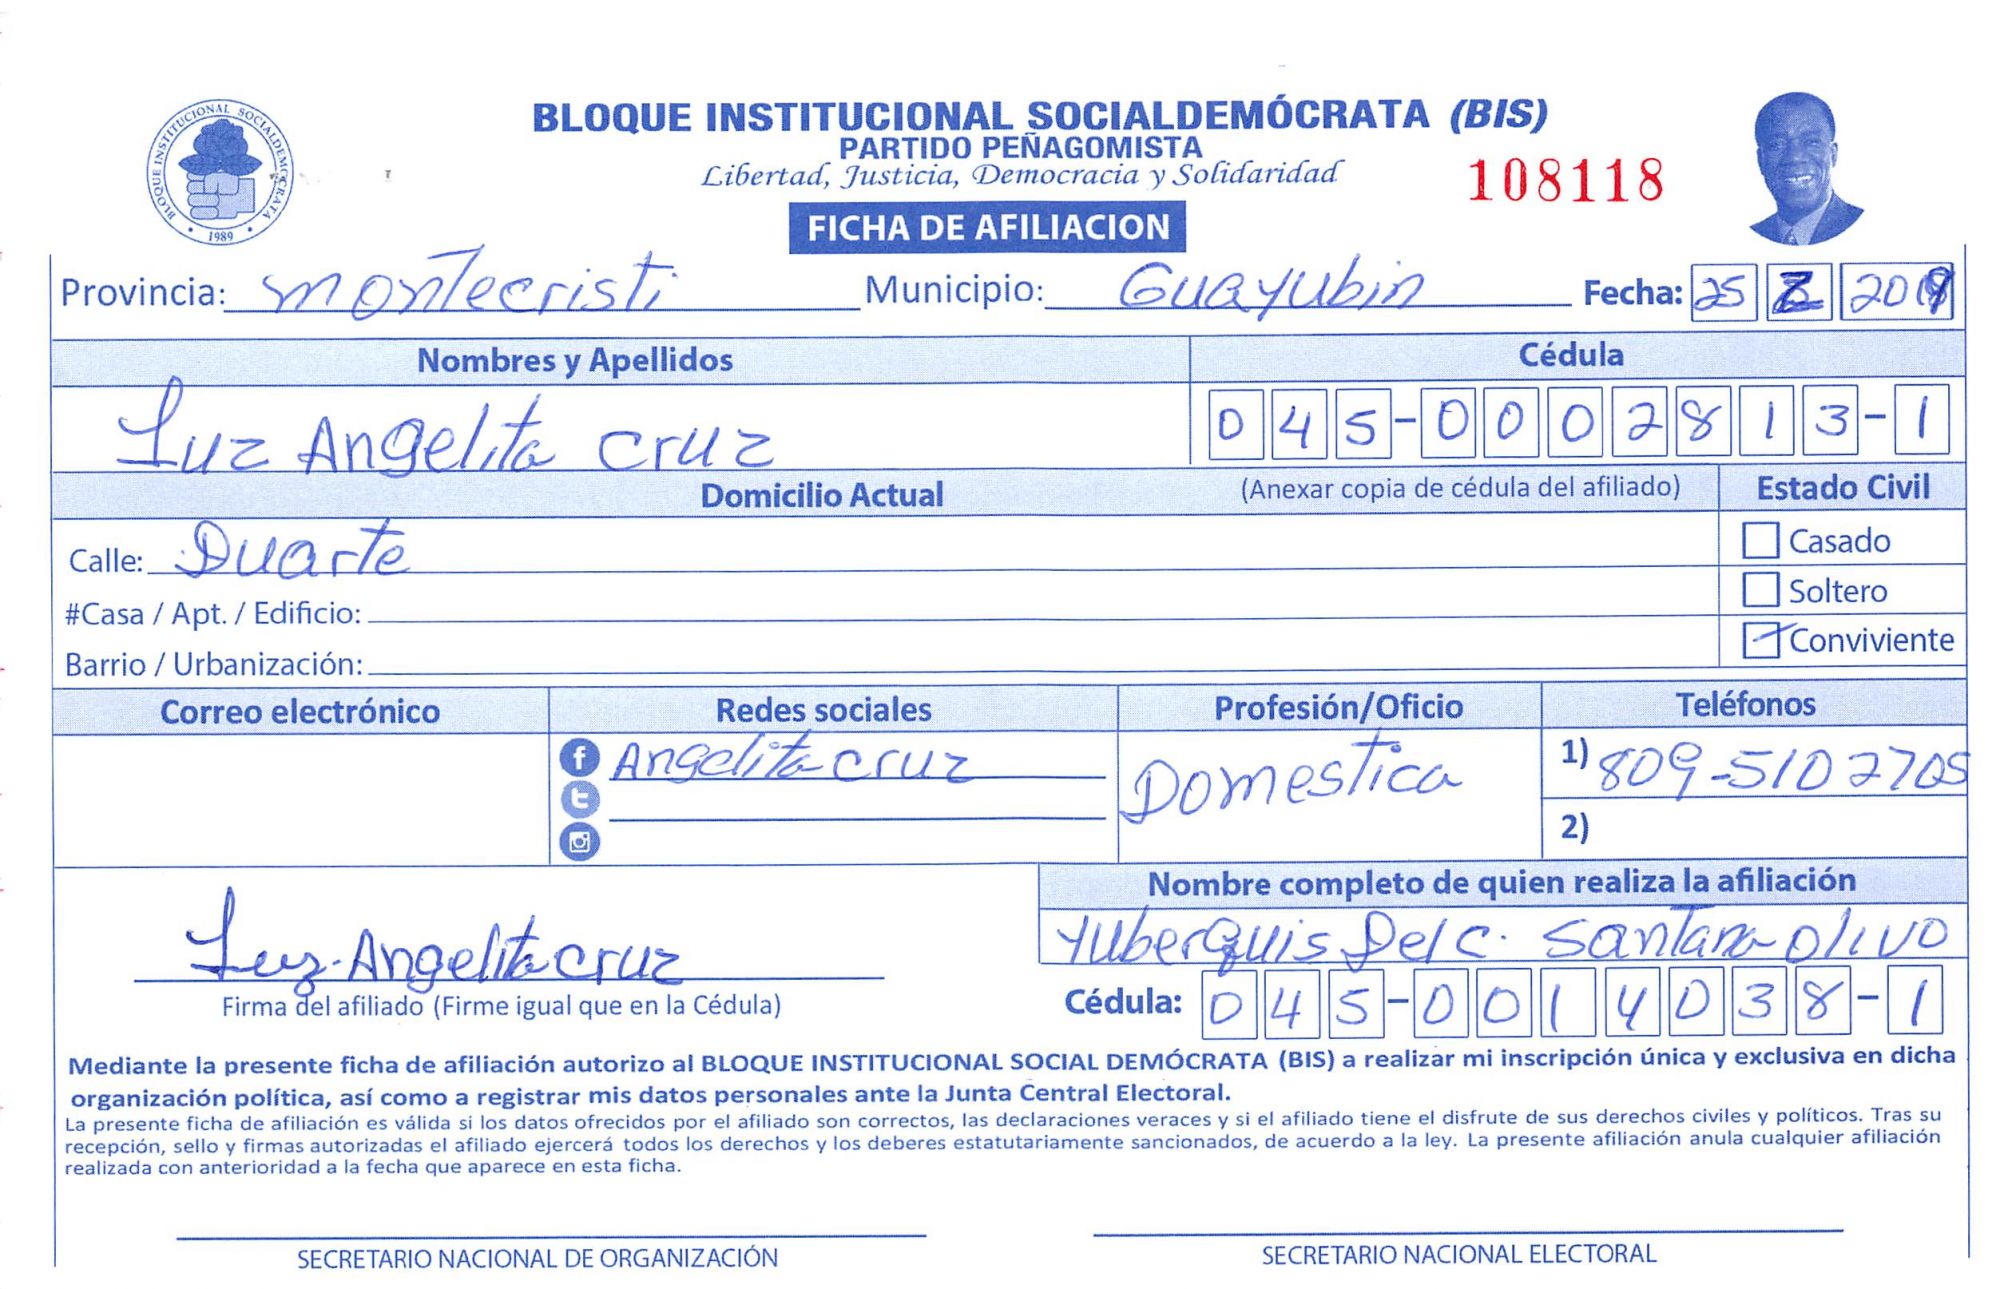 BLOQUE INSTITUCIONAL SOCIALDEMÓCRATA (BIS)
PARTIDO PEÑAGOMISTA
Libertad, Justicia, Democracia y Solidaridad
108118
BLOQUE INSTITUCIONAL SOCIALDEMOCRATA
1989
FICHA DE AFILIACION
Provincia: Montecristi Municipio: Guayubin Fecha: 25
Nombres y Apellidos Cédula
Luz Angelita Cruz 045-0002813-1
Domicilio Actual (Anexar copia de cédula del afiliado) Estado Civil
Calle: Duarte Casado
#Casa / Apt. / Edificio: Soltero
Barrio / Urbanización: Conviviente
Correo electrónico Redes sociales Profesión/Oficio Teléfonos
Angelita cruz Domestica 1) 809-510 2705
2)
Nombre completo de quien realiza la afiliación
Luz. Angelita cruz Yuberquis Del C. Santana Olivo
Firma del afiliado (Firme igual que en la Cédula) Cédula: 045-0014038-1
Mediante la presente ficha de afiliación autorizo al BLOQUE INSTITUCIONAL SOCIAL DEMÓCRATA (BIS) a realizar mi inscripción única y exclusiva en dicha
organización política, así como a registrar mis datos personales ante la Junta Central Electoral.
La presente ficha de afiliación es válida si los datos ofrecidos por el afiliado son correctos, las declaraciones veraces y si el afiliado tiene el disfrute de sus derechos civiles y políticos. Tras su
recepción, sello y firmas autorizadas el afiliado ejercerá todos los derechos y los deberes estatutariamente sancionados, de acuerdo a la ley. La presente afiliación anula cualquier afiliación
realizada con anterioridad a la fecha que aparece en esta ficha.
SECRETARIO NACIONAL DE ORGANIZACIÓN SECRETARIO NACIONAL ELECTORAL